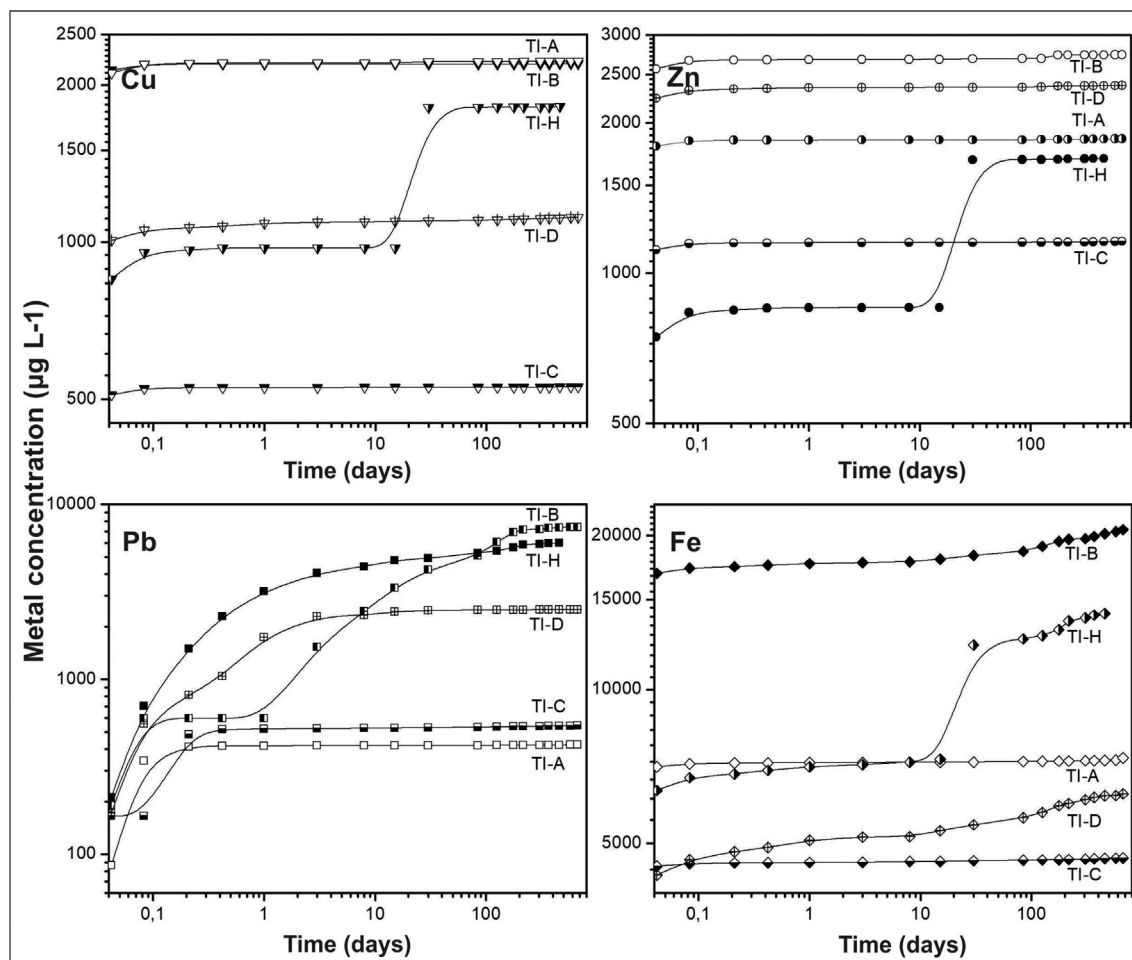 Metal concentration (µg L-1)
Cu
2500
2000
1500
1000
500
TI-A
TI-B
TI-H
TI-D
TI-C
0,1
1
10
100
Time (days)
Zn
3000
2500
2000
1500
1000
500
TI-B
TI-D
TI-A
TI-H
TI-C
0,1
1
10
100
Time (days)
Pb
10000
1000
100
TI-B
TI-H
TI-D
TI-C
TI-A
0,1
1
10
100
Time (days)
Fe
20000
15000
10000
5000
TI-B
TI-H
TI-A
TI-D
TI-C
0,1
1
10
100
Time (days)